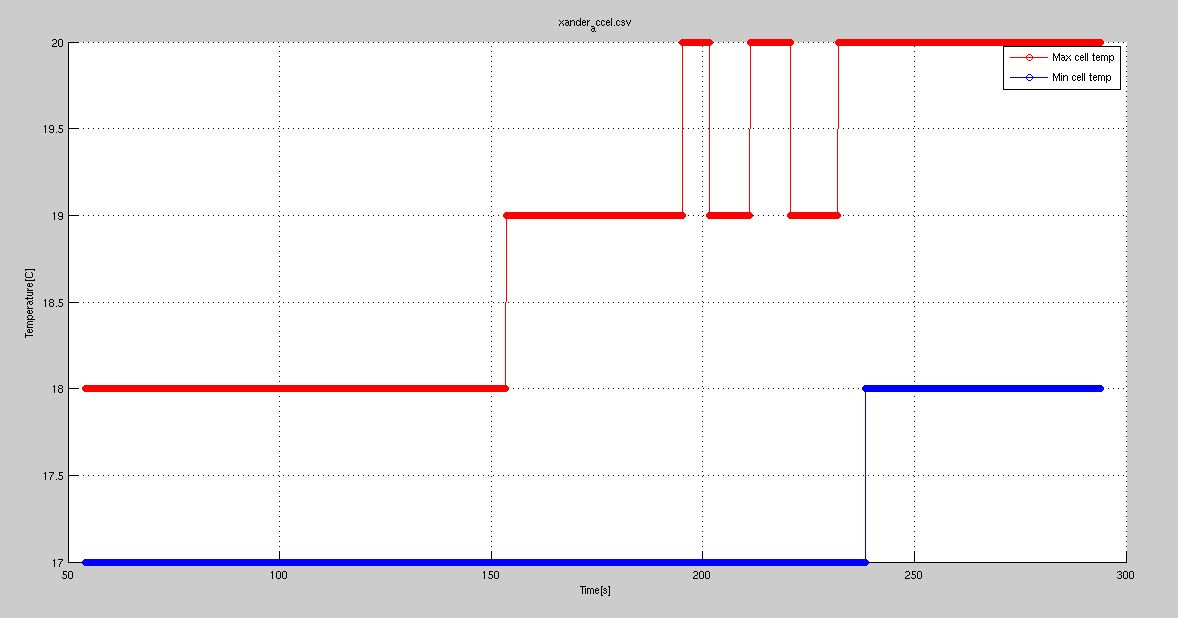 xander_accel.csv
20
19.5
19
18.5
18
17.5
17
Temperature[C]
50 100 150 200 250 300
Time[s]
Max cell temp
Min cell temp